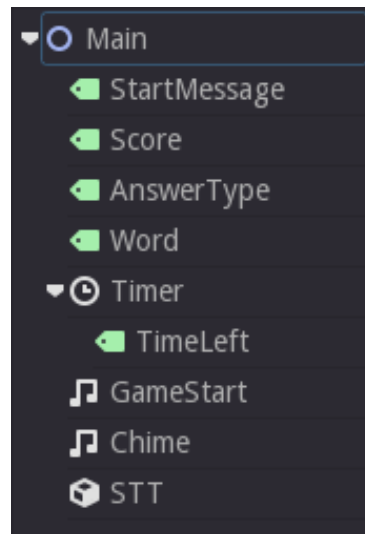 Main
StartMessage
Score
AnswerType
Word
Timer
TimeLeft
GameStart
Chime
STT